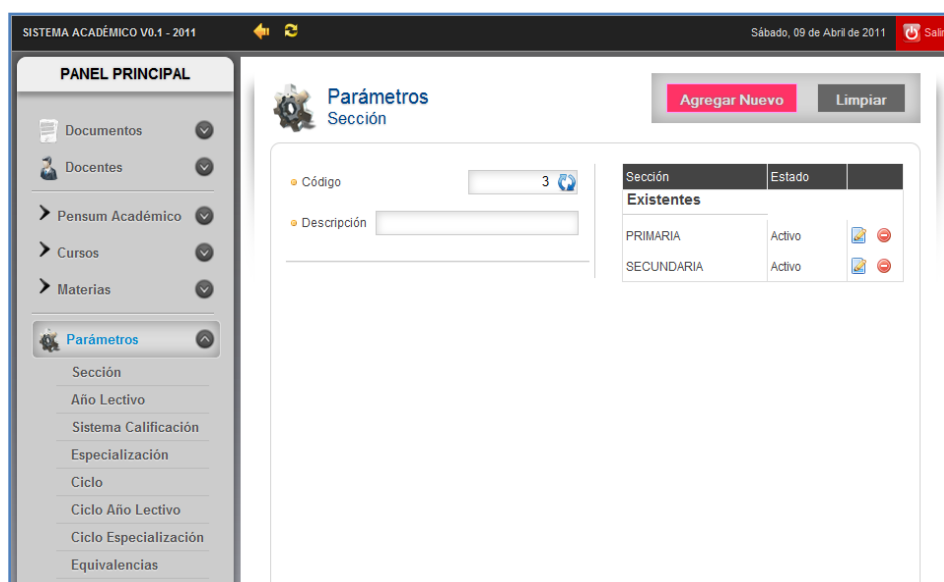 SISTEMA ACADÉMICO V0.1 - 2011
Sábado, 09 de Abril de 2011
Salir
PANEL PRINCIPAL
Documentos
Docentes
Pensum Académico
Cursos
Materias
Parámetros
Sección
Año Lectivo
Sistema Calificación
Especialización
Ciclo
Ciclo Año Lectivo
Ciclo Especialización
Equivalencias
Parámetros
Sección
Agregar Nuevo
Limpiar
Código 3
Descripción
Sección Estado
Existentes
PRIMARIA Activo
SECUNDARIA Activo